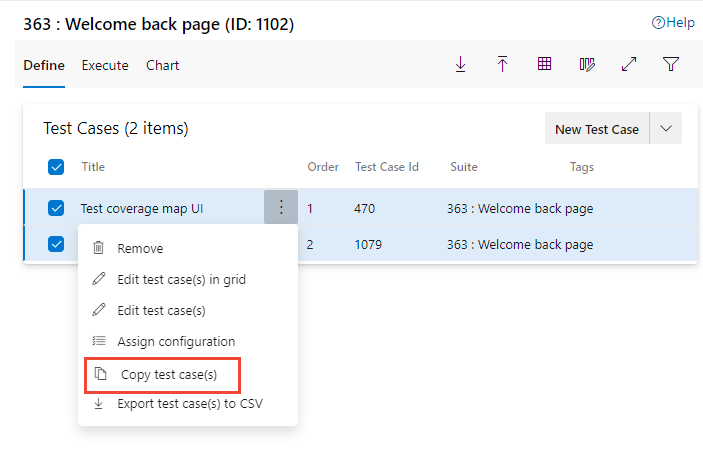 363 : Welcome back page (ID: 1102)
Help
Define Execute Chart
Test Cases (2 items)
New Test Case
Title Order Test Case Id Suite Tags
Test coverage map UI 1 470 363 : Welcome back page
2 1079 363 : Welcome back page
Remove
Edit test case(s) in grid
Edit test case(s)
Assign configuration
Copy test case(s)
Export test case(s) to CSV